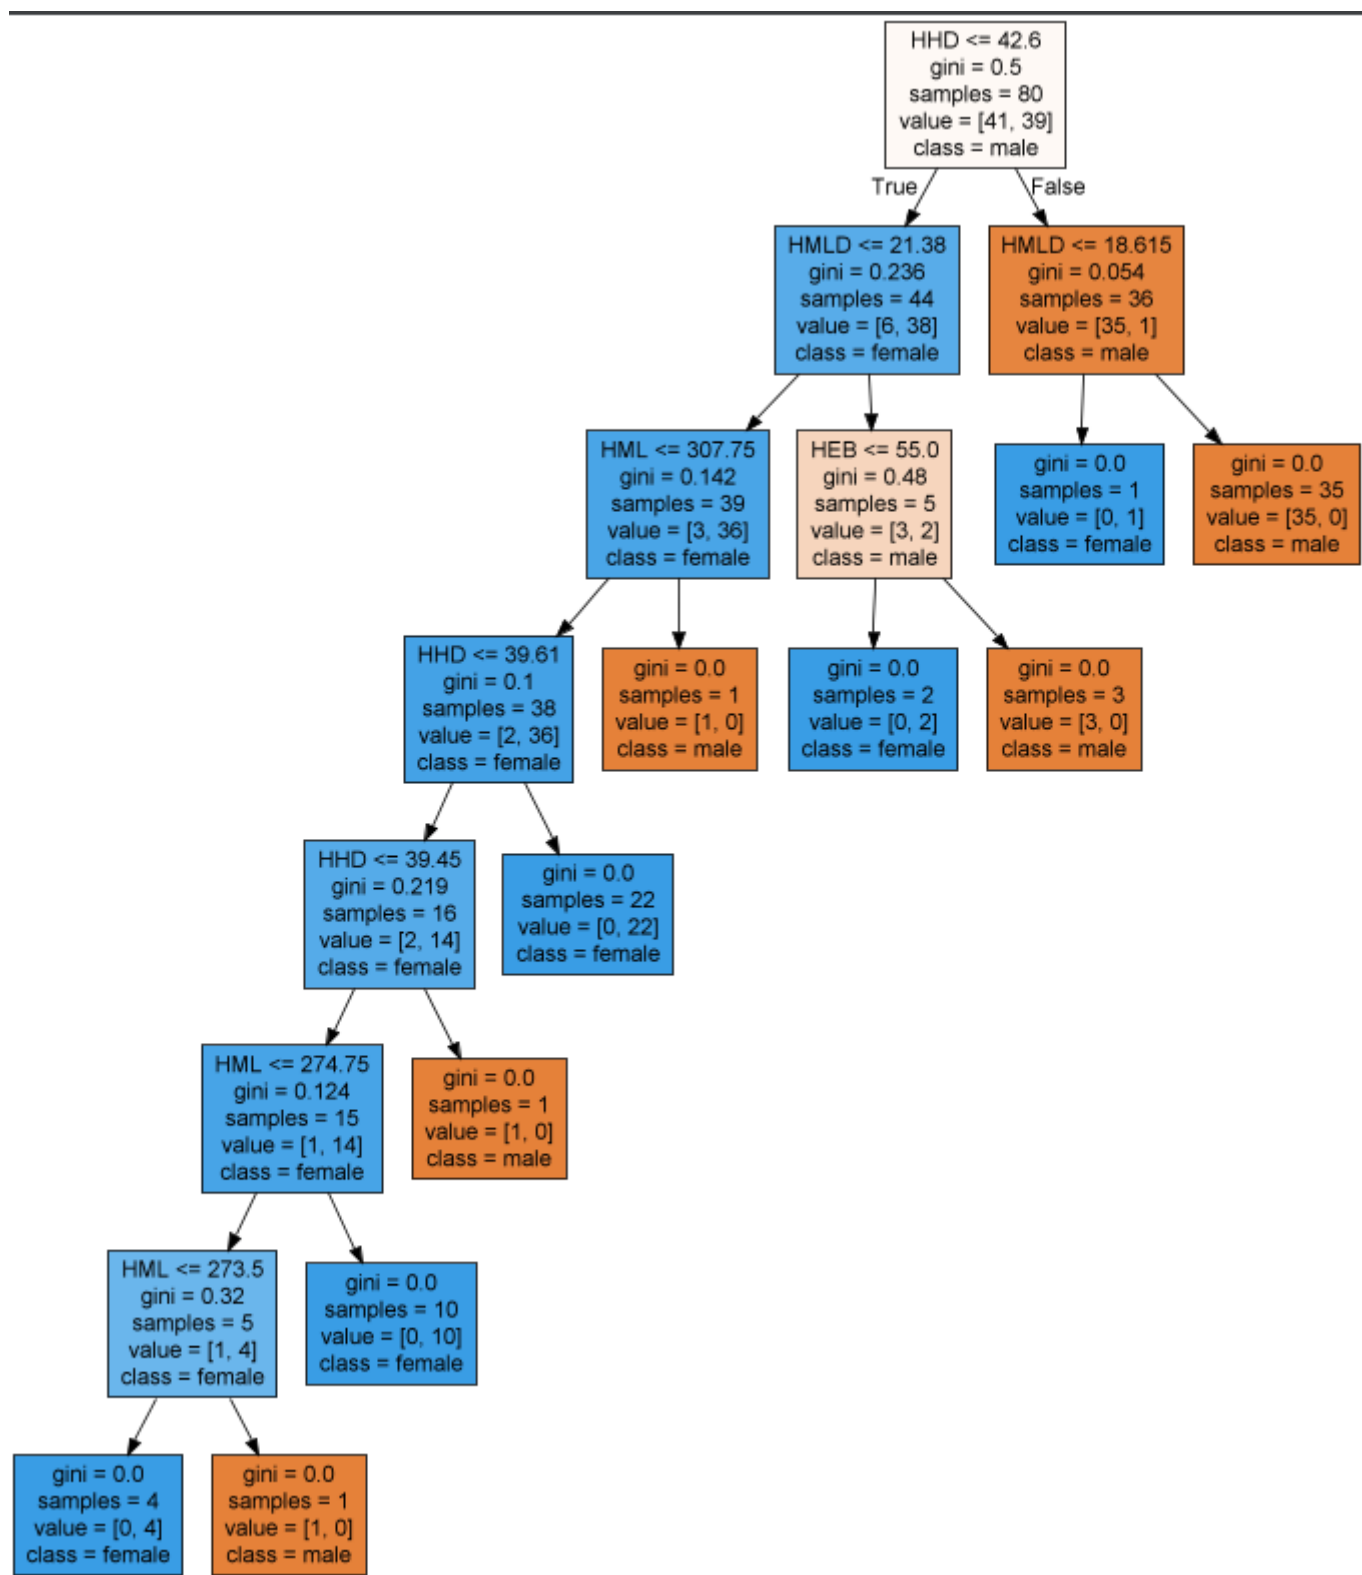 HHD <= 42.6
gini = 0.5
samples = 80
value = [41, 39]
class = male
True
False
HMLD <= 21.38
gini = 0.236
samples = 44
value = [6, 38]
class = female
HMLD <= 18.615
gini = 0.054
samples = 36
value = [35, 1]
class = male
HML <= 307.75
gini = 0.142
samples = 39
value = [3, 36]
class = female
HEB <= 55.0
gini = 0.48
samples = 5
value = [3, 2]
class = male
gini = 0.0
samples = 1
value = [0, 1]
class = female
gini = 0.0
samples = 35
value = [35, 0]
class = male
HHD <= 39.61
gini = 0.1
samples = 38
value = [2, 36]
class = female
gini = 0.0
samples = 1
value = [1, 0]
class = male
gini = 0.0
samples = 2
value = [0, 2]
class = female
gini = 0.0
samples = 3
value = [3, 0]
class = male
HHD <= 39.45
gini = 0.219
samples = 16
value = [2, 14]
class = female
gini = 0.0
samples = 22
value = [0, 22]
class = female
HML <= 274.75
gini = 0.124
samples = 15
value = [1, 14]
class = female
gini = 0.0
samples = 1
value = [1, 0]
class = male
HML <= 273.5
gini = 0.32
samples = 5
value = [1, 4]
class = female
gini = 0.0
samples = 10
value = [0, 10]
class = female
gini = 0.0
samples = 4
value = [0, 4]
class = female
gini = 0.0
samples = 1
value = [1, 0]
class = male